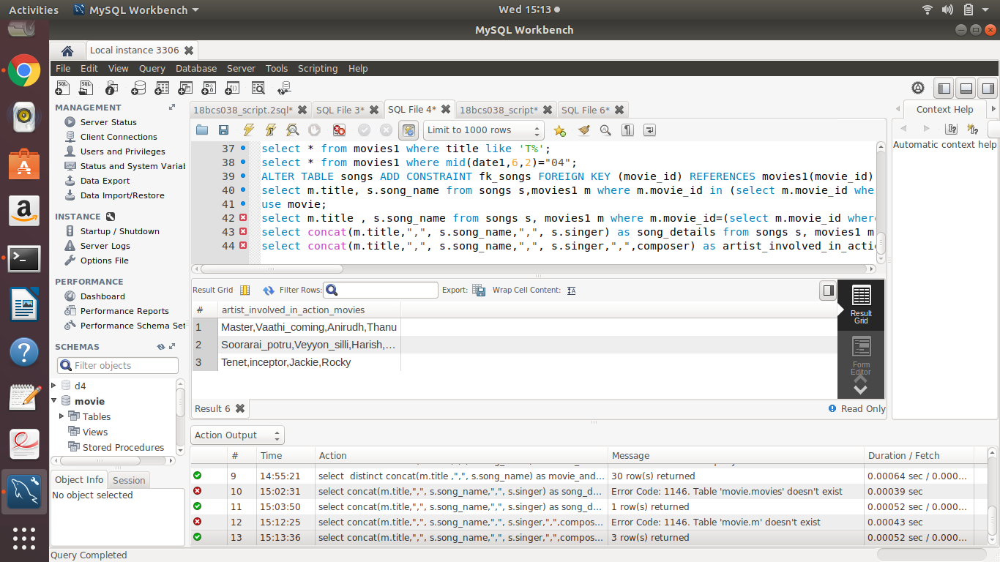 Activities MySQL Workbench Wed 15:13
MySQL Workbench
Local instance 3306
File Edit View Query Database Server Tools Scripting Help
MANAGEMENT
Server Status
Client Connections
Users and Privileges
Status and System Variab
Data Export
Data Import/Restore
INSTANCE
Startup / Shutdown
Server Logs
Options File
PERFORMANCE
Dashboard
Performance Reports
Performance Schema Set
SCHEMAS
Filter objects
d4
movie
Tables
Views
Stored Procedures
Object Info Session
No object selected
18bcs038_script.2sql* SQL File 3* SQL File 4* 18bcs038_script* SQL File 6*
Limit to 1000 rows
37 select * from movies1 where title like 'T%';
38 select * from movies1 where mid(date1,6,2)="04";
39 ALTER TABLE songs ADD CONSTRAINT fk_songs FOREIGN KEY (movie_id) REFERENCES movies1(movie_id)
40 select m.title, s.song_name from songs s,movies1 m where m.movie_id in (select m.movie_id whe
41 use movie;
42 select m.title , s.song_name from songs s, movies1 m where m.movie_id=(select m.movie_id wher
43 select concat(m.title,",", s.song_name,",", s.singer) as song_details from songs s, movies1 m
44 select concat(m.title,",", s.song_name,",", s.singer,",",composer) as artist_involved_in_acti
Result Grid Filter Rows: Export: Wrap Cell Content:
# artist_involved_in_action_movies
1 Master,Vaathi_coming,Anirudh,Thanu
2 Soorarai_potru,Veyyon_silli,Harish,...
3 Tenet,inceptor,Jackie,Rocky
Result Grid
Form Editor
Result 6 Read Only
Context Help
Automatic context help
Action Output
# Time Action Message Duration / Fetch
9 14:55:21 select distinct concat(m.title ,",", s.song_name) as movie_and... 30 row(s) returned 0.00064 sec / 0.000...
10 15:02:31 select concat(m.title,",", s.song_name,",", s.singer) as song_d... Error Code: 1146. Table 'movie.movies' doesn't exist 0.00039 sec
11 15:03:50 select concat(m.title,",", s.song_name,",", s.singer) as song_d... 1 row(s) returned 0.00052 sec / 0.000...
12 15:12:25 select concat(m.title,",", s.song_name,",", s.singer,",",compos... Error Code: 1146. Table 'movie.m' doesn't exist 0.00043 sec
13 15:13:36 select concat(m.title,",", s.song_name,",", s.singer,",",compos... 3 row(s) returned 0.00052 sec / 0.000...
Query Completed